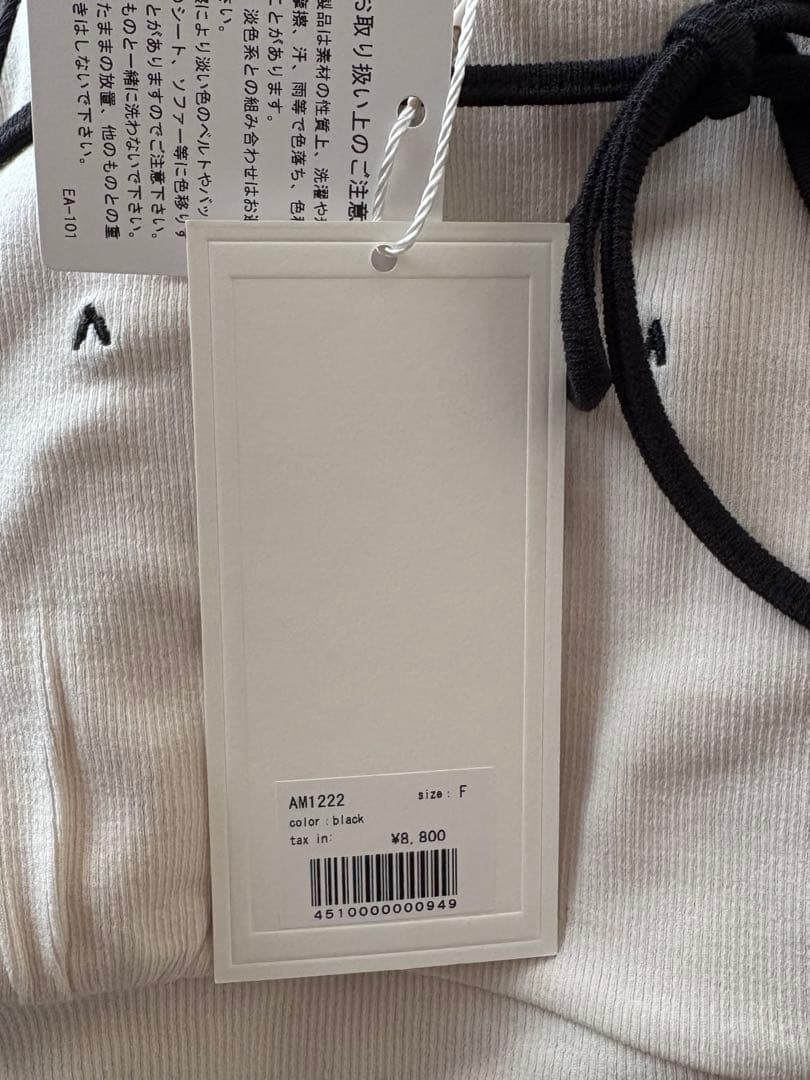 お取り扱い上のご注意
製品は素材の性質上、洗濯や
摩擦、汗、雨等で色落ち、色
ことがあります。
淡色系との組み合わせはお
さい。
により淡い色のベルトやバッ
のシート、ソファー等に色移りす
とがありますのでご注意下さい。
ものと一緒に洗わないで下さい。
たままの放置、他のものとの重
きはしないで下さい。
EA-101
AM1222 size: F
color:black
tax in: ¥8,800
4510000000949